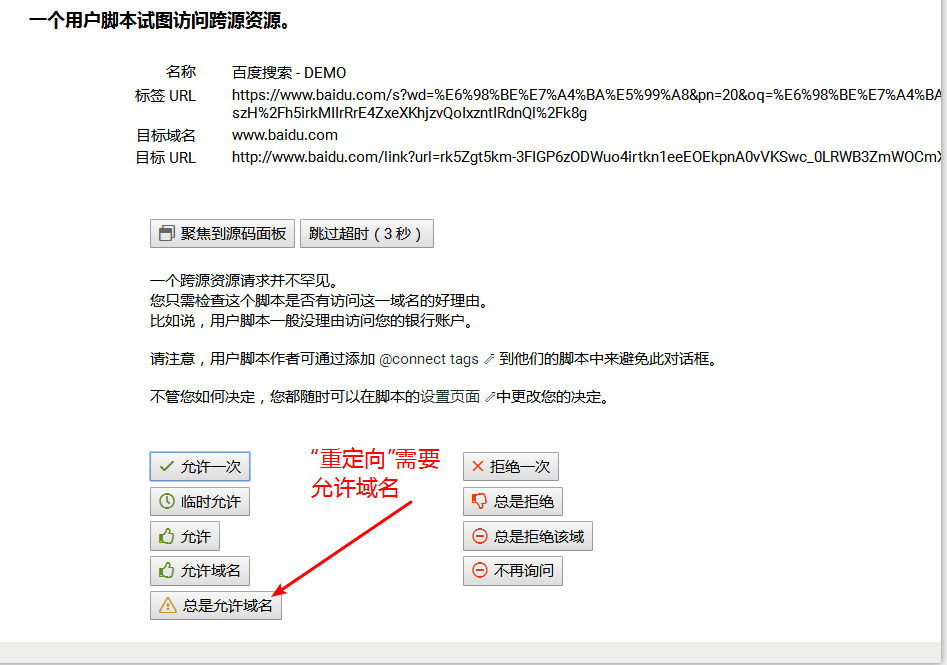 一个用户脚本试图访问跨源资源。
名称 百度搜索 - DEMO
标签 URL https://www.baidu.com/s?wd=%E6%98%BE%E7%A4%BA%E5%99%A8&pn=20&oq=%E6%98%BE%E7%A4%BA
szH%2Fh5irkMIIrRrE4ZxeXKhjzvQoIxzntIRdnQI%2Fk8g
目标域名 www.baidu.com
目标 URL http://www.baidu.com/link?url=rk5Zgt5km-3FIGP6zODWuo4irtkn1eeEOEkpnA0vVKSwc_0LRWB3ZmWOCmX
聚焦到源码面板 跳过超时（3 秒）
一个跨源资源请求并不罕见。
您只需检查这个脚本是否有访问这一域名的好理由。
比如说，用户脚本一般没理由访问您的银行账户。
请注意，用户脚本作者可通过添加 @connect tags 到他们的脚本中来避免此对话框。
不管您如何决定，您都随时可以在脚本的设置页面 中更改您的决定。
“重定向”需要
允许域名
允许一次 拒绝一次
临时允许 总是拒绝
允许 总是拒绝该域
允许域名 不再询问
总是允许域名